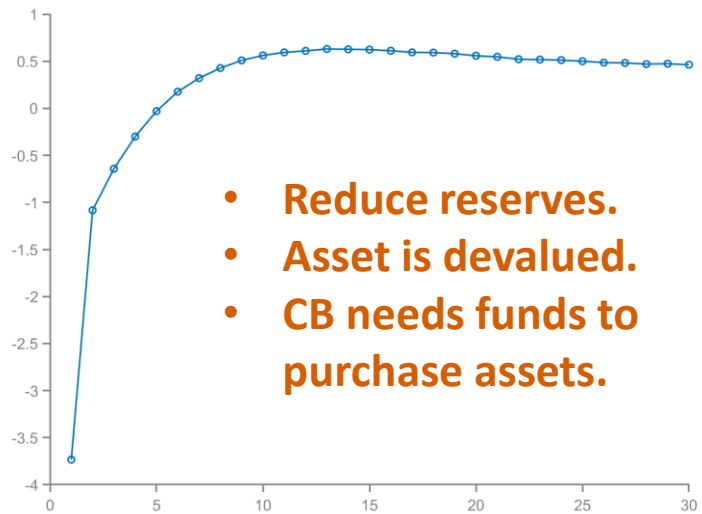 1
0.5
0
-0.5
-1
-1.5
-2
-2.5
-3
-3.5
-4
• Reduce reserves.
• Asset is devalued.
• CB needs funds to
purchase assets.
0 5 10 15 20 25 30